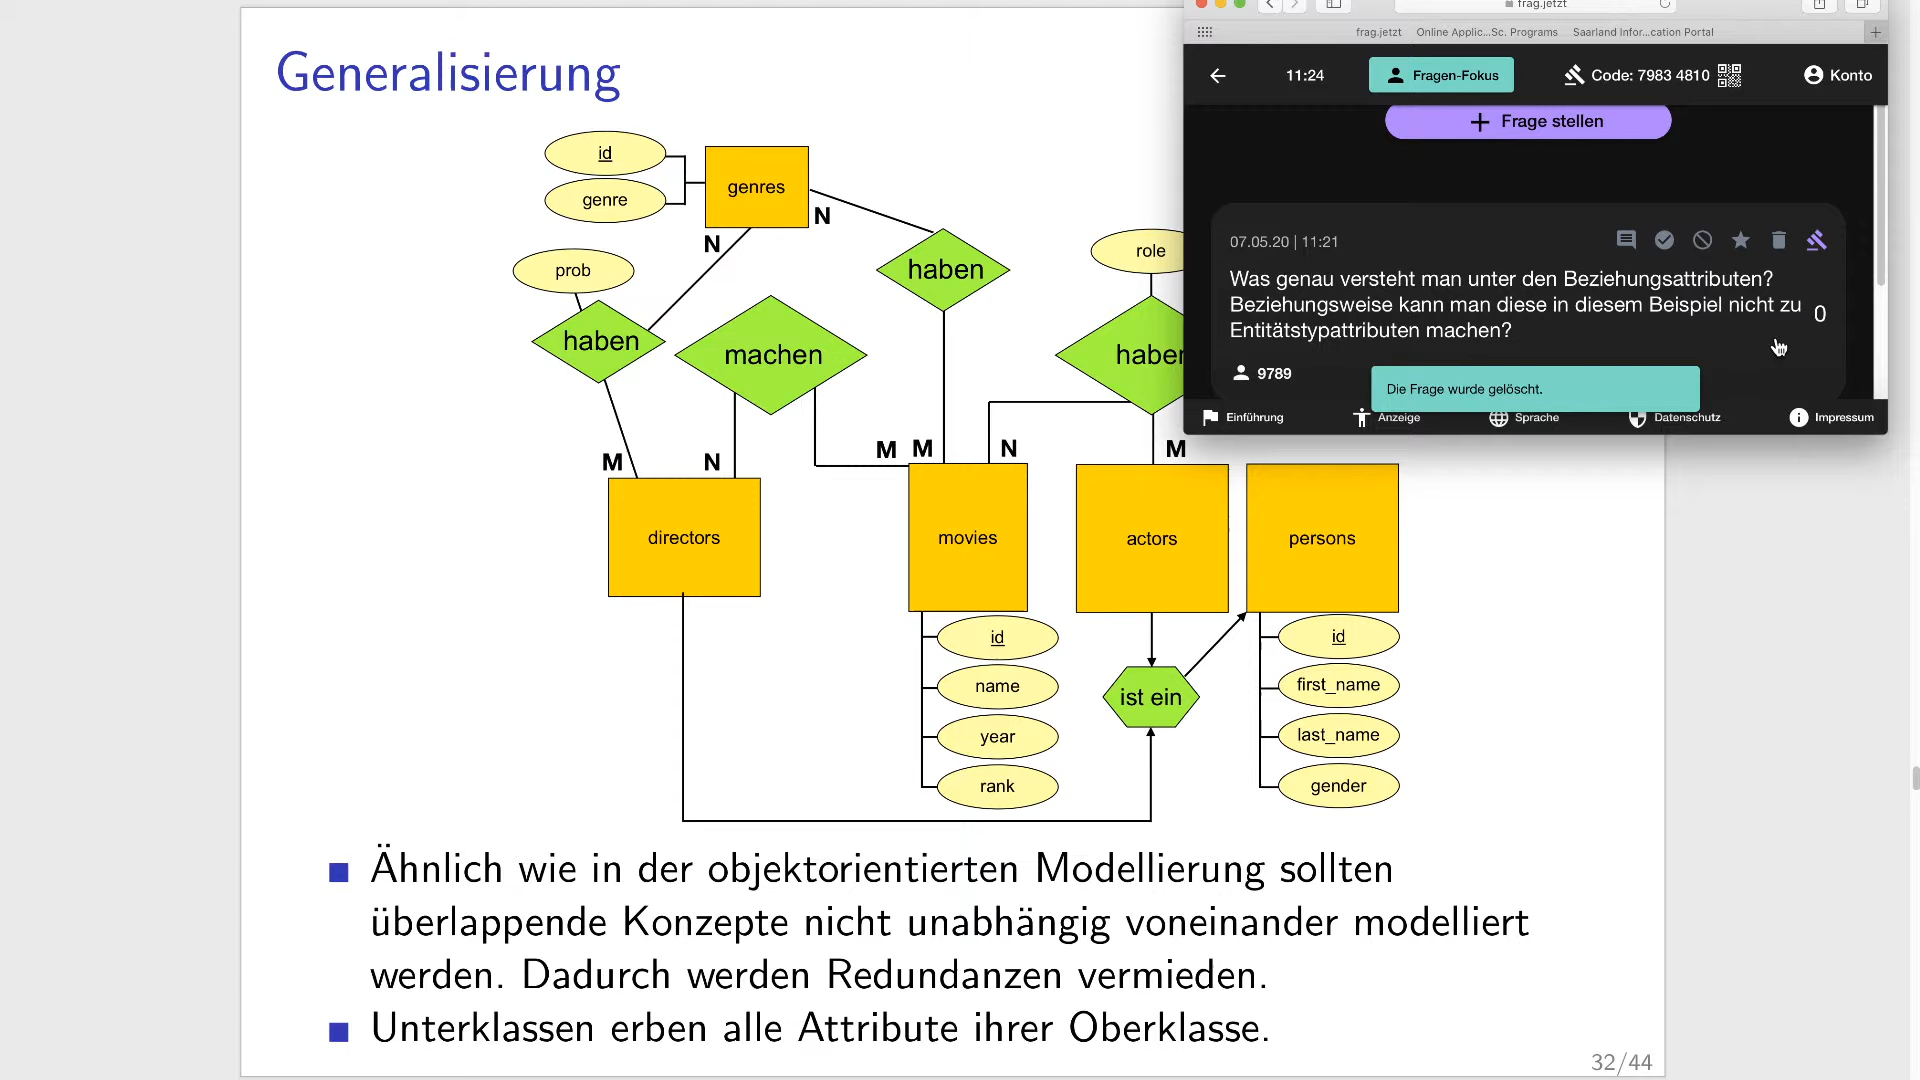 Generalisierung
id
genre
genres
N
N
prob
haben
machen
haben
role
M
N
M
M
N
M
directors
movies
actors
persons
id
name
year
rank
ist ein
id
first_name
last_name
gender
Ähnlich wie in der objektorientierten Modellierung sollten
überlappende Konzepte nicht unabhängig voneinander modelliert
werden. Dadurch werden Redundanzen vermieden.
Unterklassen erben alle Attribute ihrer Oberklasse.
32/44
frag.jetzt
frag.jetzt Online Applic...Sc. Programs Saarland Infor...cation Portal
11:24 Fragen-Fokus Code: 7983 4810 Konto
+ Frage stellen
07.05.20 | 11:21
Was genau versteht man unter den Beziehungsattributen?
Beziehungsweise kann man diese in diesem Beispiel nicht zu
Entitätstypattributen machen?
0
9789
Die Frage wurde gelöscht.
Einführung Anzeige Sprache Datenschutz Impressum